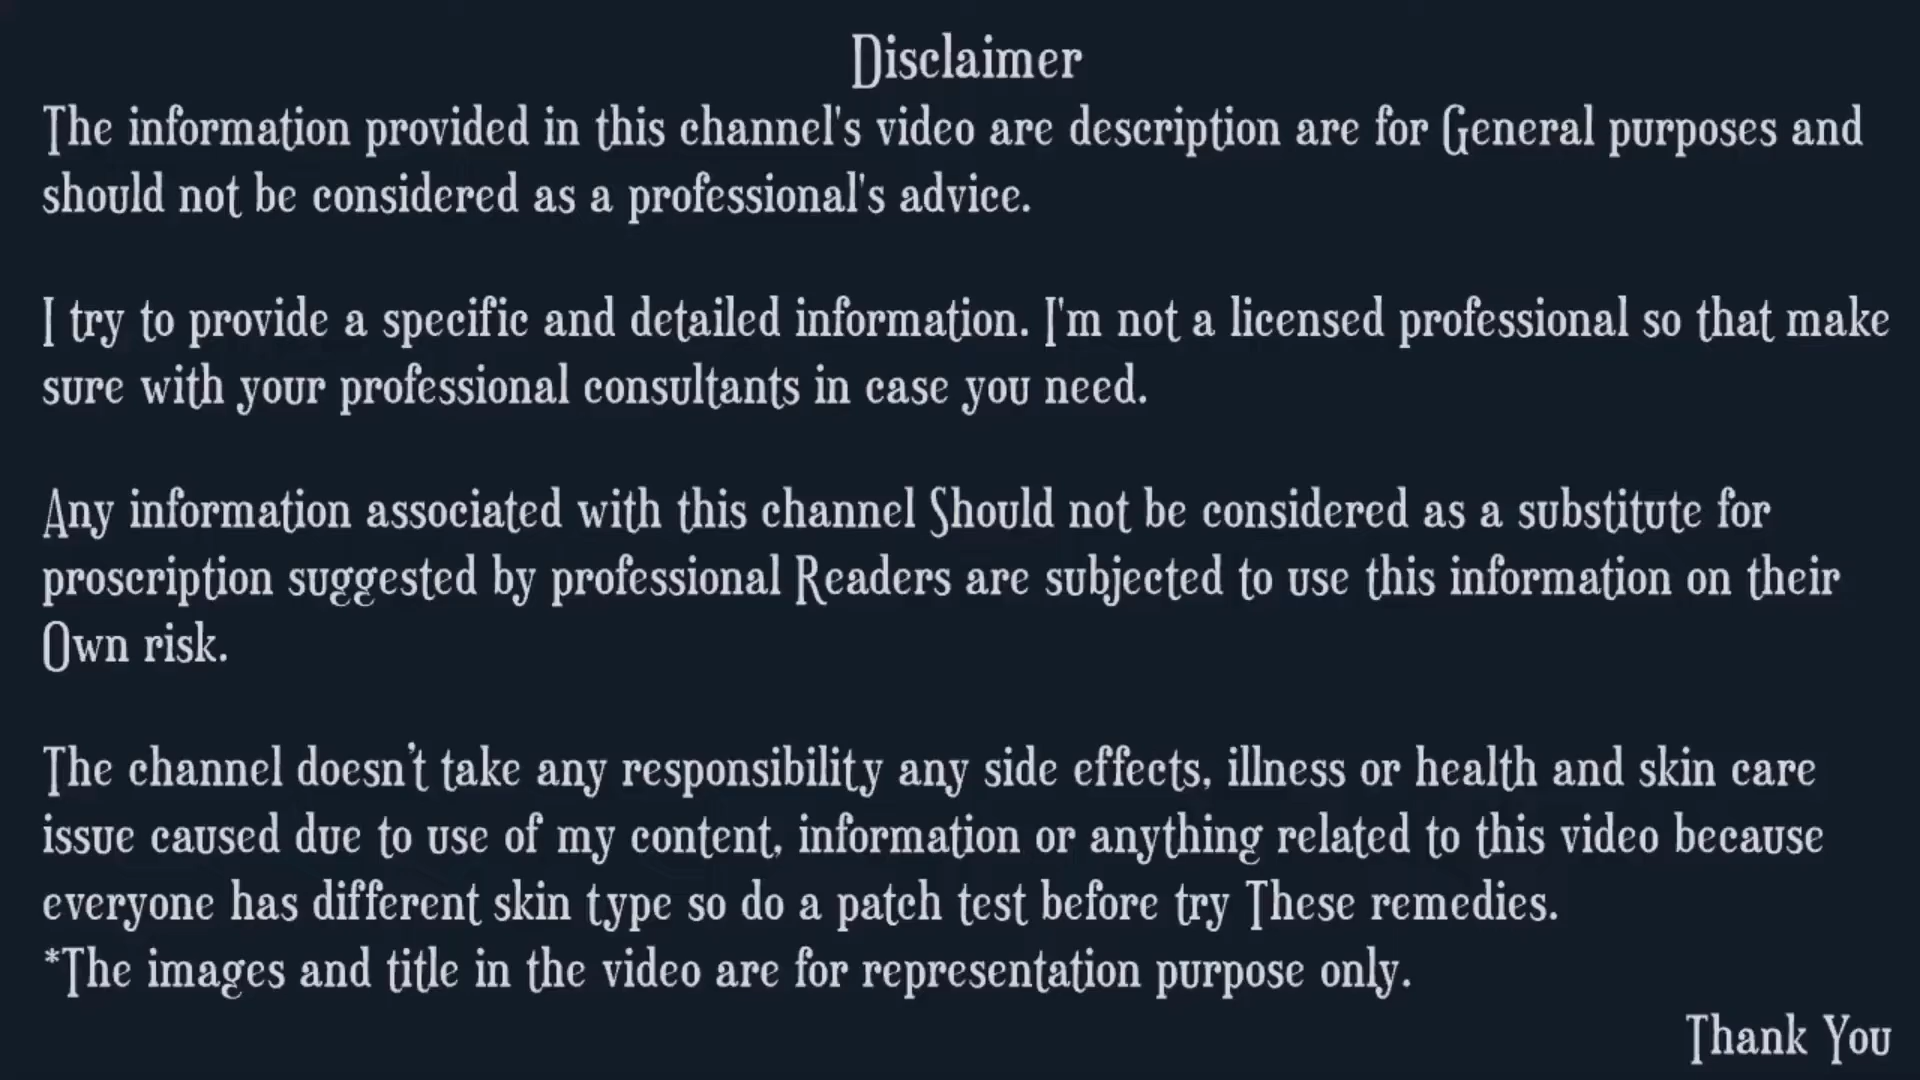 Disclaimer
The information provided in this channel's video are description are for General purposes and
should not be considered as a professional's advice.
I try to provide a specific and detailed information. I'm not a licensed professional so that make
sure with your professional consultants in case you need.
Any information associated with this channel Should not be considered as a substitute for
proscription suggested by professional Readers are subjected to use this information on their
Own risk.
The channel doesn't take any responsibility any side effects, illness or health and skin care
issue caused due to use of my content, information or anything related to this video because
everyone has different skin type so do a patch test before try These remedies.
*The images and title in the video are for representation purpose only.
Thank You